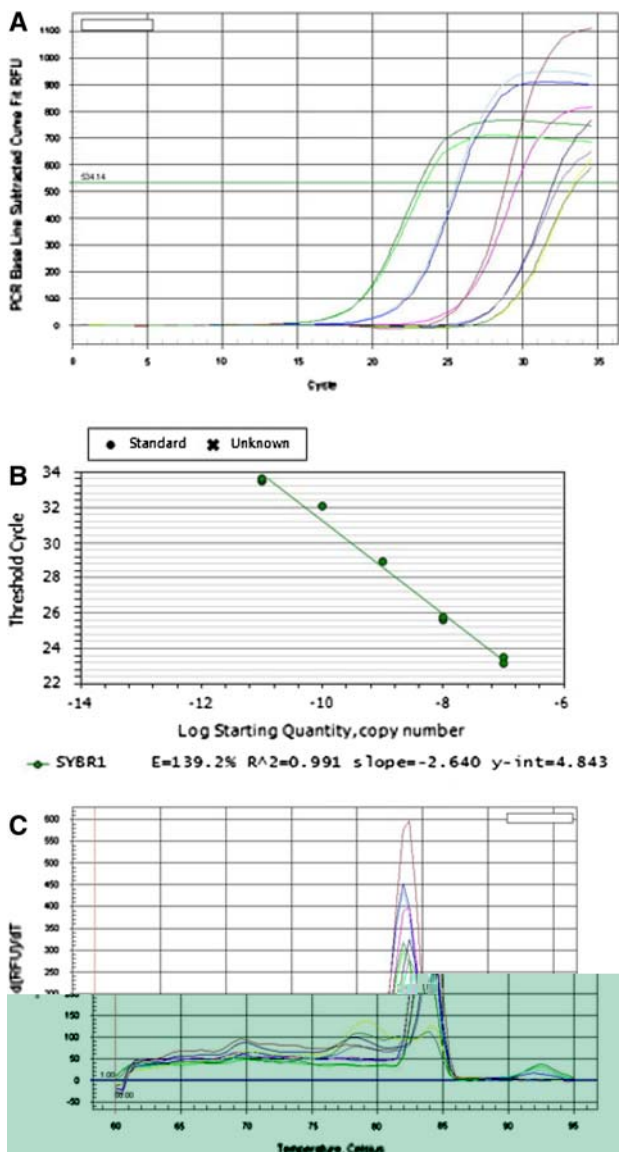 A
PCR Base Line Subtracted Curve Fit RFU
1100
1000
900
800
700
600
500
400
300
200
100
0
534.14
0 5 10 15 20 25 30 35
Cycle
● Standard ✖ Unknown
B
Threshold Cycle
34
32
30
28
26
24
22
-14 -12 -10 -8 -6
Log Starting Quantity, copy number
SYBR1 E=139.2% R^2=0.991 slope=-2.640 y-int=4.843
C
d(RFU)/dT
600
550
500
450
400
350
300
250
200
200
150
100
50
0
-50
1.00
60 65 70 75 80 85 90 95
Temperature, Celsius